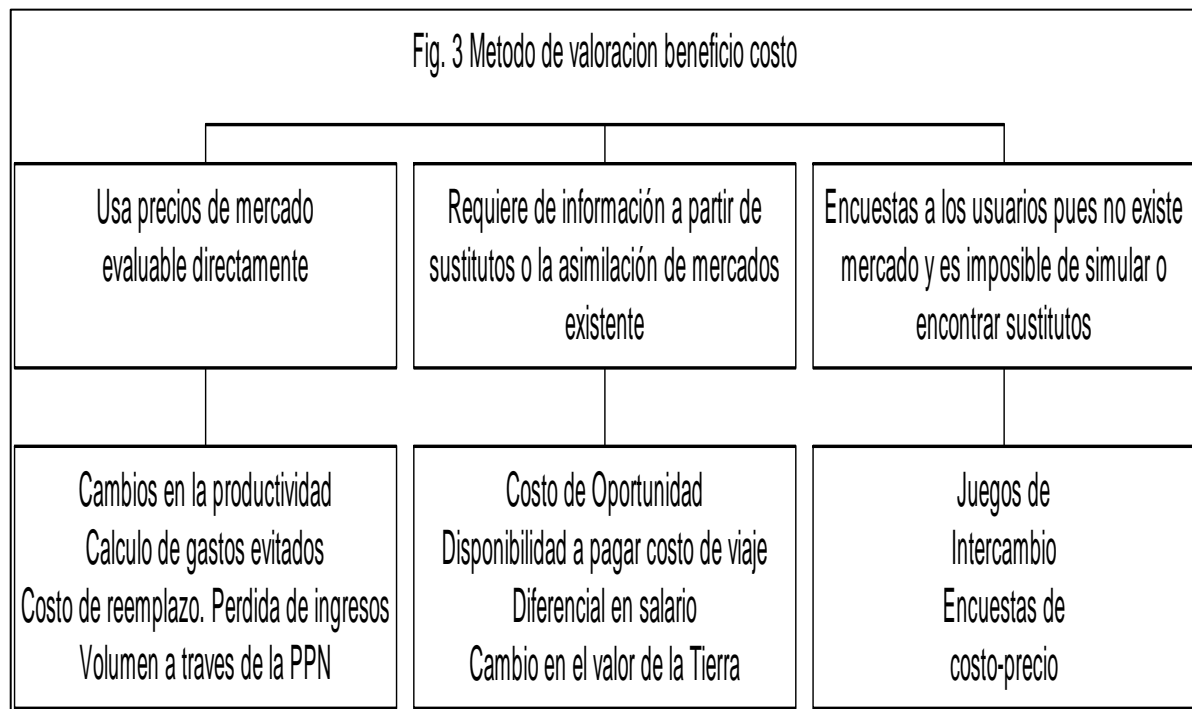 Fig. 3 Metodo de valoracion beneficio costo
Usa precios de mercado
evaluable directamente
Requiere de información a partir de
sustitutos o la asimilación de mercados
existente
Encuestas a los usuarios pues no existe
mercado y es imposible de simular o
encontrar sustitutos
Cambios en la productividad
Calculo de gastos evitados
Costo de reemplazo. Perdida de ingresos
Volumen a traves de la PPN
Costo de Oportunidad
Disponibilidad a pagar costo de viaje
Diferencial en salario
Cambio en el valor de la Tierra
Juegos de
Intercambio
Encuestas de
costo-precio